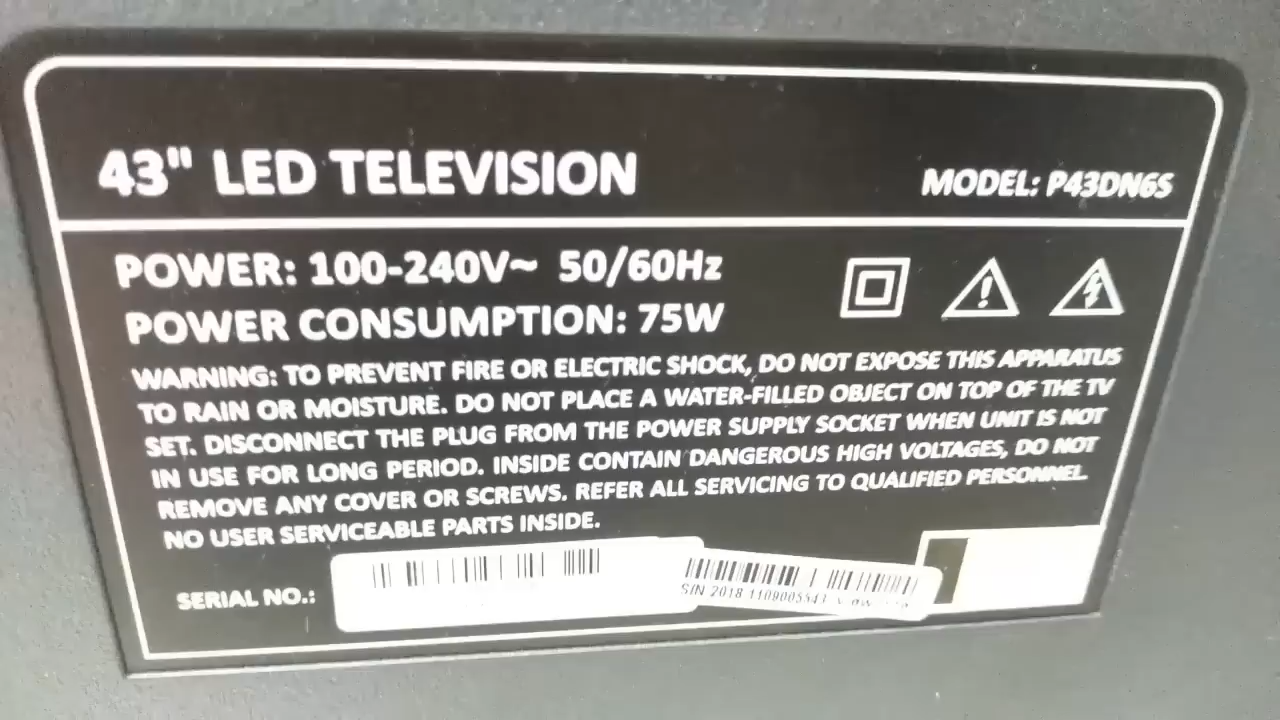 43" LED TELEVISION
MODEL: P43DN6S
POWER: 100-240V~ 50/60Hz
POWER CONSUMPTION: 75W
WARNING: TO PREVENT FIRE OR ELECTRIC SHOCK, DO NOT EXPOSE THIS APPARATUS
TO RAIN OR MOISTURE. DO NOT PLACE A WATER-FILLED OBJECT ON TOP OF THE TV
SET. DISCONNECT THE PLUG FROM THE POWER SUPPLY SOCKET WHEN UNIT IS NOT
IN USE FOR LONG PERIOD. INSIDE CONTAIN DANGEROUS HIGH VOLTAGES, DO NOT
REMOVE ANY COVER OR SCREWS. REFER ALL SERVICING TO QUALIFIED PERSONNEL.
NO USER SERVICEABLE PARTS INSIDE.
SERIAL NO.:
S/N 2018 1109005543